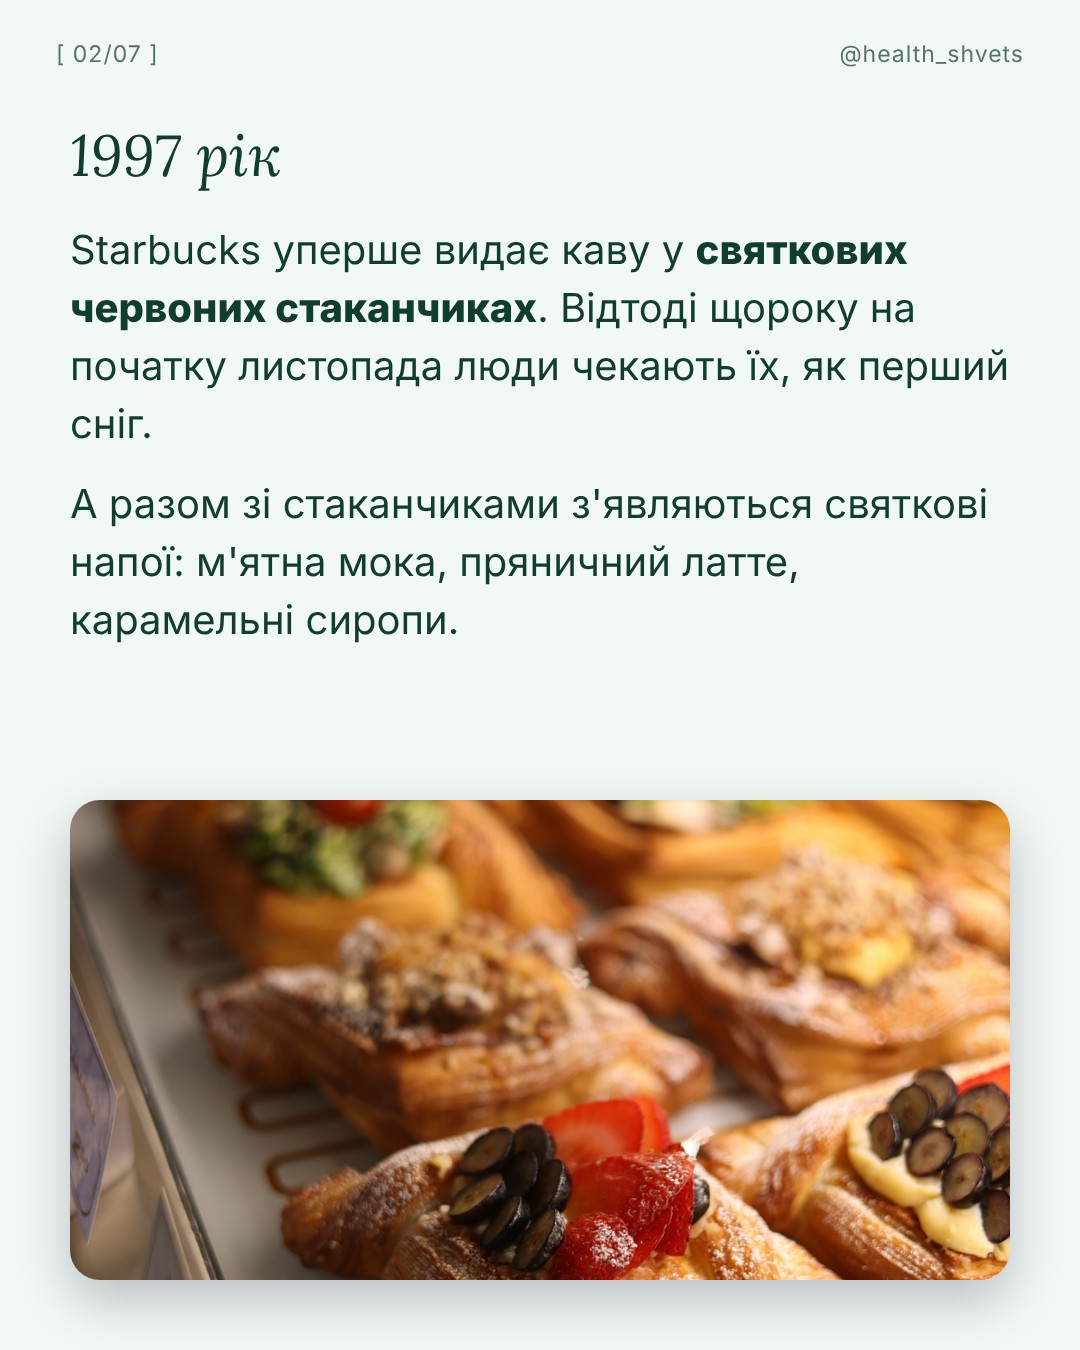 [ 02/07 ]
@health_shvets
1997 рік
Starbucks уперше видає каву у святкових
червоних стаканчиках. Відтоді щороку на
початку листопада люди чекають їх, як перший
сніг.
А разом зі стаканчиками з'являються святкові
напої: м'ятна мока, пряничний латте,
карамельні сиропи.